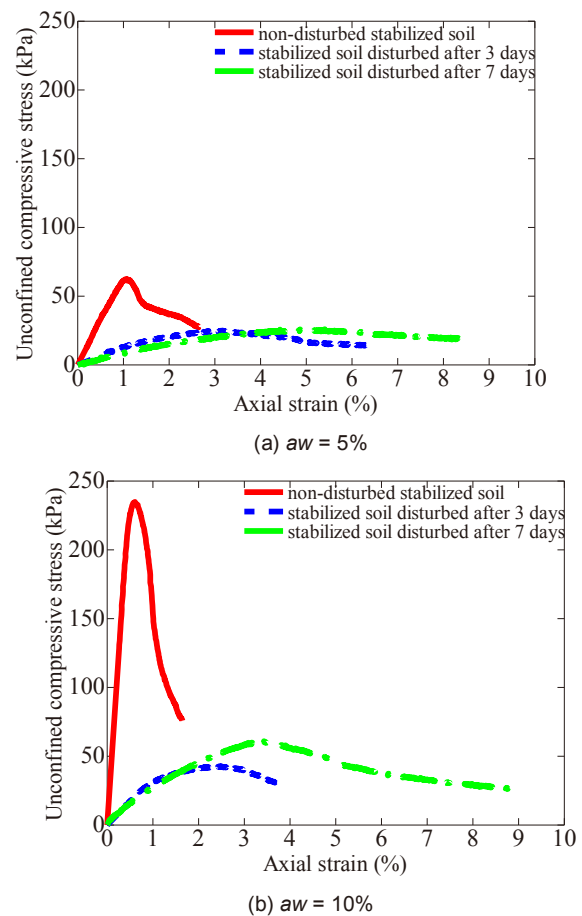 non-disturbed stabilized soil
stabilized soil disturbed after 3 days
stabilized soil disturbed after 7 days
Unconfined compressive stress (kPa)
250
200
150
100
50
0
0 1 2 3 4 5 6 7 8 9 10
Axial strain (%)
(a) aw = 5%
non-disturbed stabilized soil
stabilized soil disturbed after 3 days
stabilized soil disturbed after 7 days
Unconfined compressive stress (kPa)
250
200
150
100
50
0
0 1 2 3 4 5 6 7 8 9 10
Axial strain (%)
(b) aw = 10%